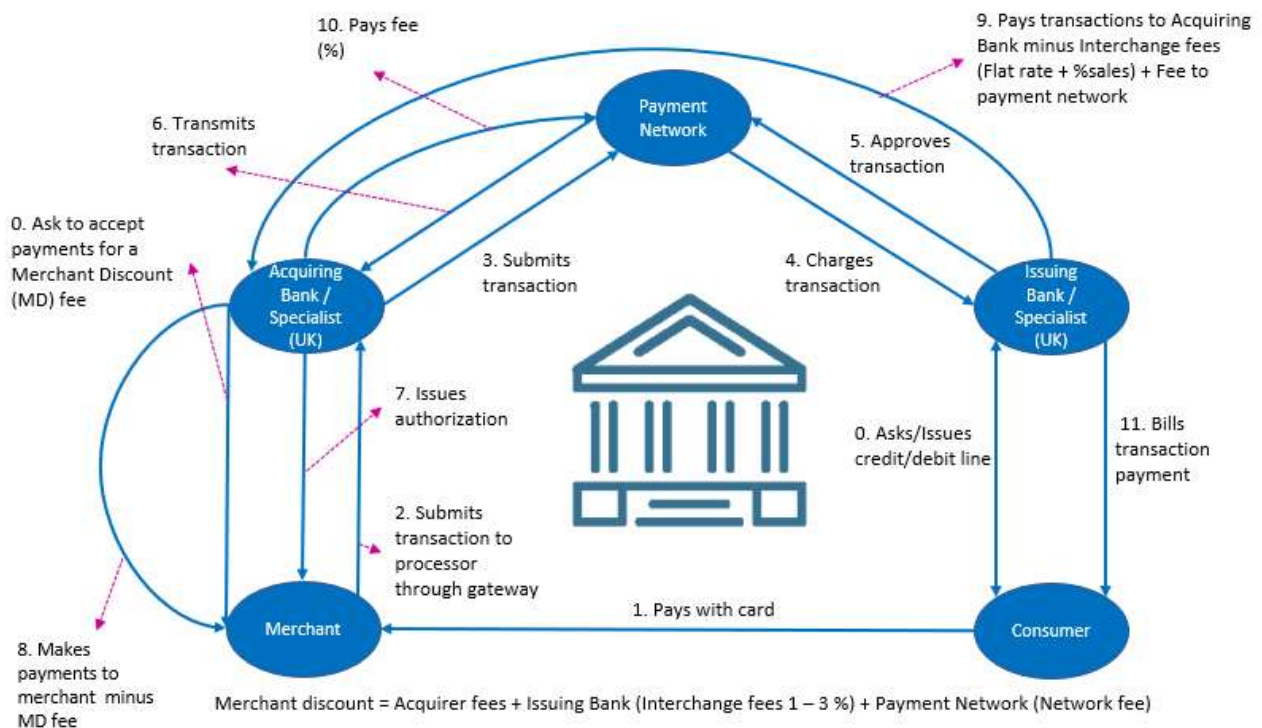 10. Pays fee
(%)
9. Pays transactions to Acquiring
Bank minus Interchange fees
(Flat rate + %sales) + Fee to
payment network
Payment
Network
6. Transmits
transaction
5. Approves
transaction
0. Ask to accept
payments for a
Merchant Discount
(MD) fee
3. Submits
transaction
4. Charges
transaction
Acquiring
Bank /
Specialist
(UK)
Issuing
Bank /
Specialist
(UK)
7. Issues
authorization
0. Asks/Issues
credit/debit line
11. Bills
transaction
payment
2. Submits
transaction to
processor
through gateway
1. Pays with card
Merchant
Consumer
8. Makes
payments to
merchant minus
MD fee
Merchant discount = Acquirer fees + Issuing Bank (Interchange fees 1 – 3 %) + Payment Network (Network fee)